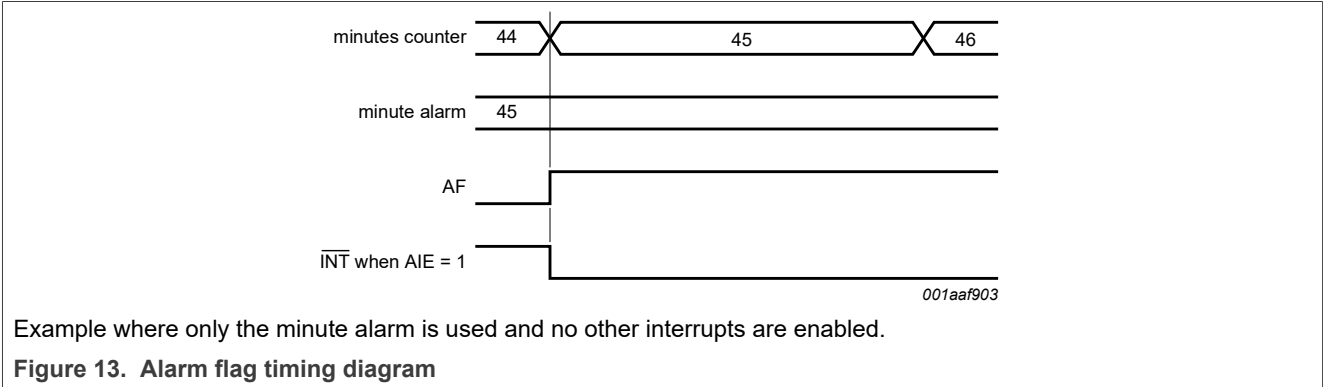 minutes counter 44 45 46
minute alarm 45
AF
INT when AIE = 1
001aaf903
Example where only the minute alarm is used and no other interrupts are enabled.
Figure 13. Alarm flag timing diagram